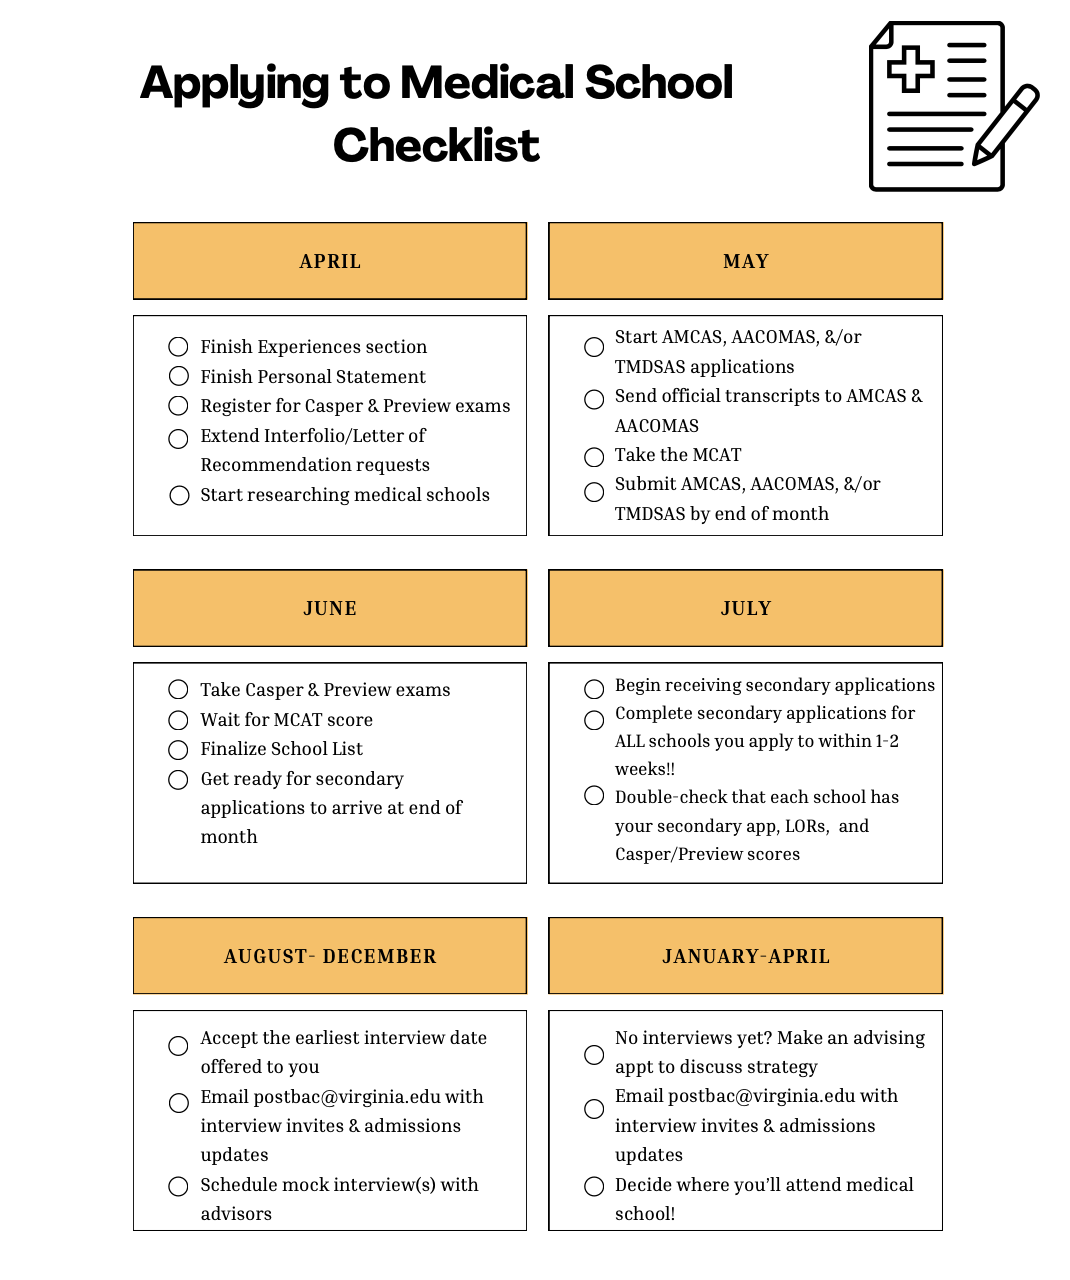 Applying to Medical School
Checklist
APRIL
Finish Experiences section
Finish Personal Statement
Register for Casper & Preview exams
Extend Interfolio/Letter of
Recommendation requests
Start researching medical schools
MAY
Start AMCAS, AACOMAS, &/or
TMDSAS applications
Send official transcripts to AMCAS &
AACOMAS
Take the MCAT
Submit AMCAS, AACOMAS, &/or
TMDSAS by end of month
JUNE
Take Casper & Preview exams
Wait for MCAT score
Finalize School List
Get ready for secondary
applications to arrive at end of
month
JULY
Begin receiving secondary applications
Complete secondary applications for
ALL schools you apply to within 1-2
weeks!!
Double-check that each school has
your secondary app, LORs, and
Casper/Preview scores
AUGUST- DECEMBER
Accept the earliest interview date
offered to you
Email postbac@virginia.edu with
interview invites & admissions
updates
Schedule mock interview(s) with
advisors
JANUARY-APRIL
No interviews yet? Make an advising
appt to discuss strategy
Email postbac@virginia.edu with
interview invites & admissions
updates
Decide where you’ll attend medical
school!